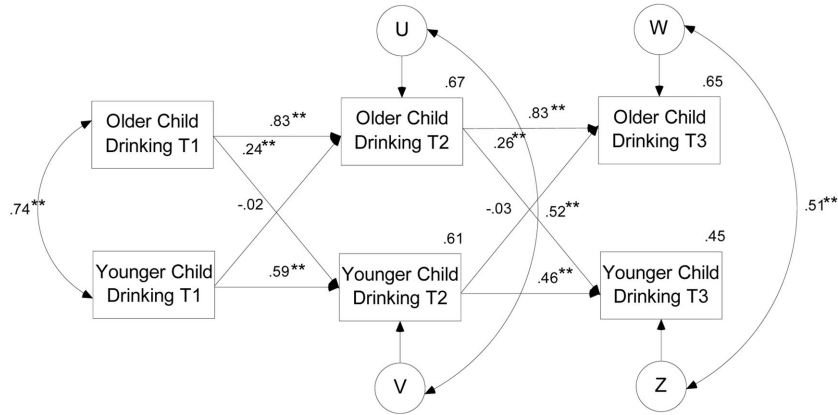 U
W
.67
.65
Older Child
Drinking T1
.83**
Older Child
Drinking T2
.83**
Older Child
Drinking T3
.24**
.26**
.74**
-.02
-.03
.52**
.51**
.61
.45
Younger Child
Drinking T1
.59**
Younger Child
Drinking T2
.46**
Younger Child
Drinking T3
V
Z